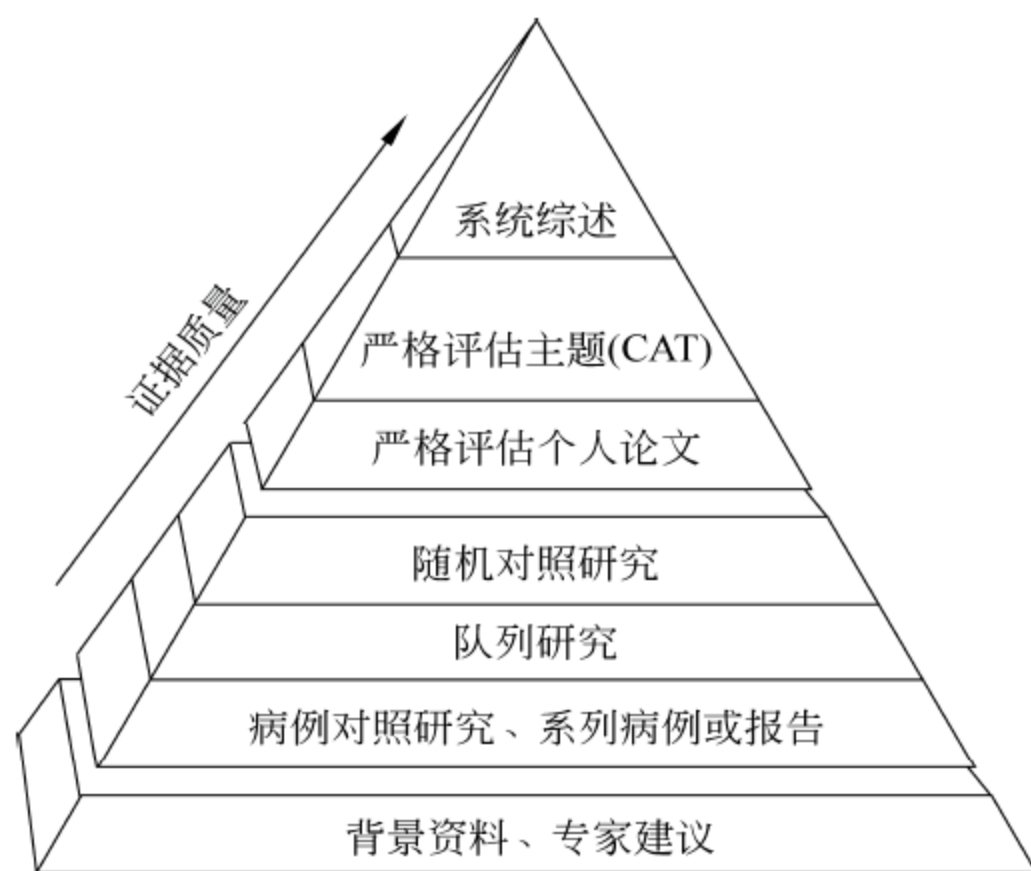 系统综述
严格评估主题(CAT)
证据质量
严格评估个人论文
随机对照研究
队列研究
病例对照研究、系列病例或报告
背景资料、专家建议